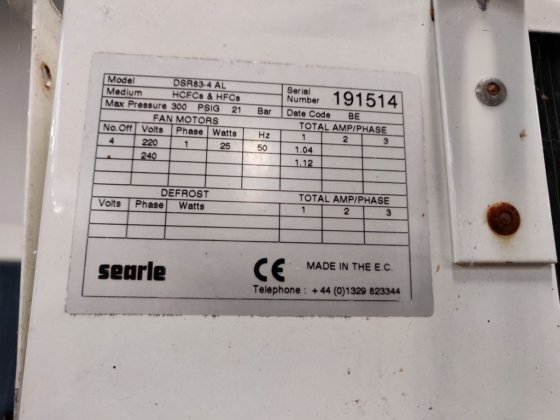 Model DSR83-4 AL
Medium HCFCs & HFCs
Max Pressure 300 PSIG 21 Bar
Serial Number 191514
Date Code BE
FAN MOTORS TOTAL AMP/PHASE
No.Off Volts Phase Watts Hz 1 2 3
4 220 1 25 50 1.04
240 1.12
DEFROST TOTAL AMP/PHASE
Volts Phase Watts 1 2 3
searle CE MADE IN THE E.C.
Telephone : +44 (0)1329 823344